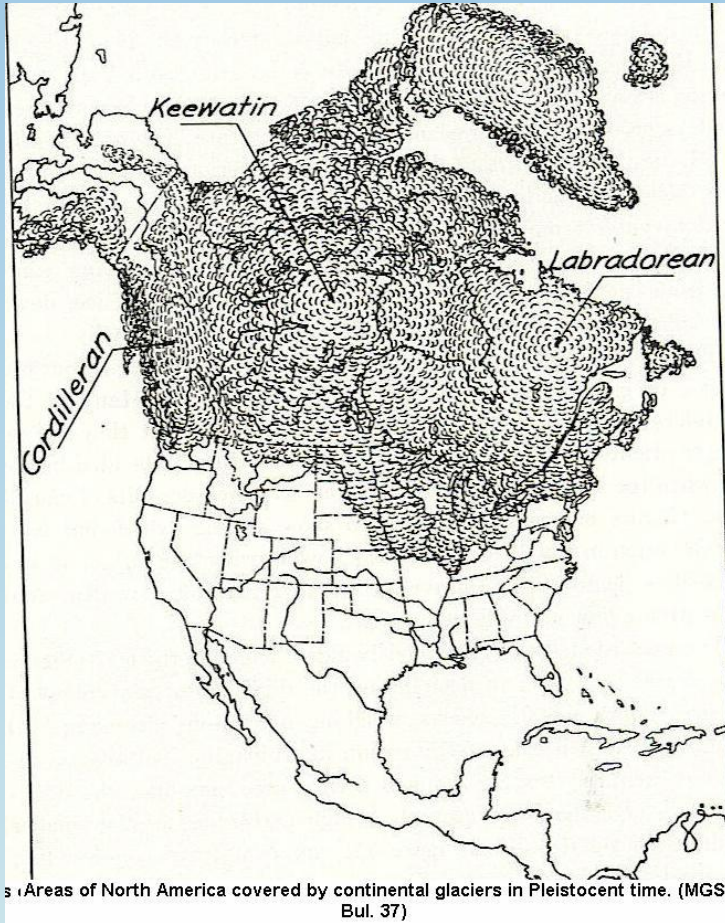 Keewatin
Labradorean
Cordilleran
Areas of North America covered by continental glaciers in Pleistocent time. (MGS
Bul. 37)